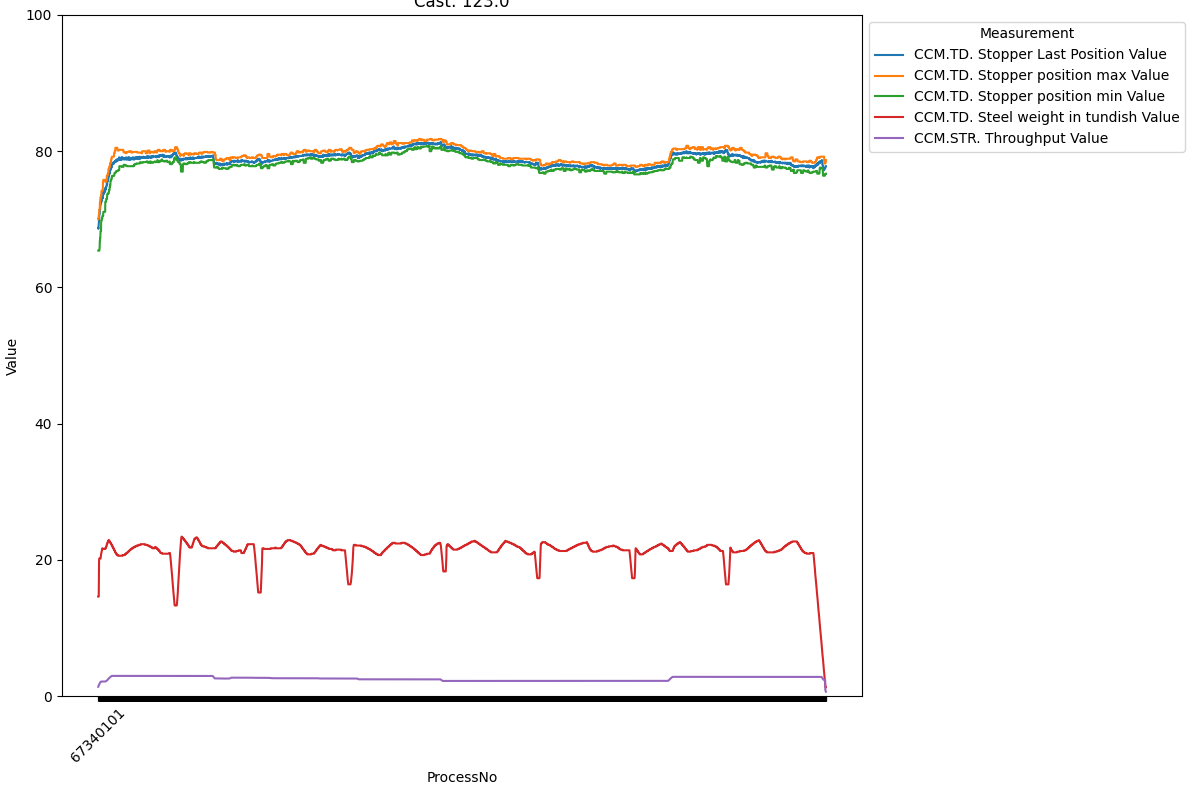 Cast: 123.0
100
80
60
40
20
0
Value
67340101
ProcessNo
Measurement
CCM.TD. Stopper Last Position Value
CCM.TD. Stopper position max Value
CCM.TD. Stopper position min Value
CCM.TD. Steel weight in tundish Value
CCM.STR. Throughput Value